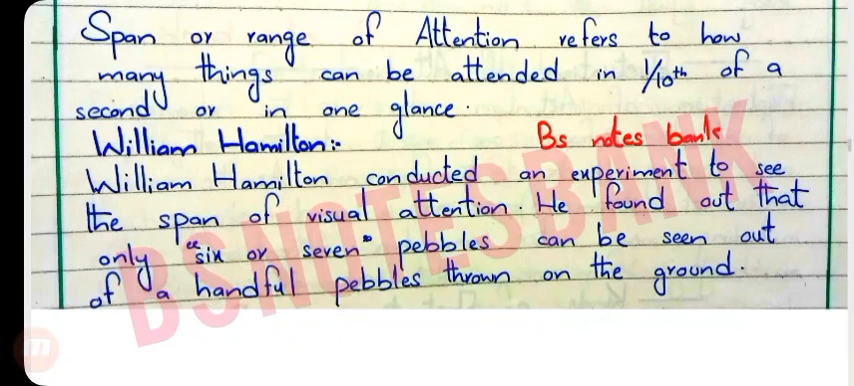 Span or range of Attention refers to how
many things can be attended in 1/10th of a
second or in one glance.
William Hamilton:-
Bs notes bank
William Hamilton conducted an experiment to see
the span of visual attention. He found out that
only "six or seven" pebbles can be seen out
of a handful pebbles thrown on the ground.
BSNOTESBANK
m